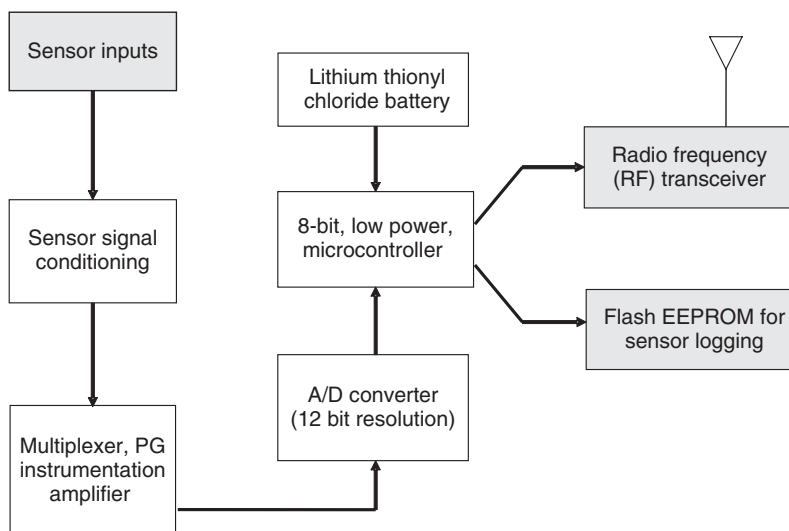 Sensor inputs
Sensor signal
conditioning
Multiplexer, PG
instrumentation
amplifier
Lithium thionyl
chloride battery
8-bit, low power,
microcontroller
A/D converter
(12 bit resolution)
Radio frequency
(RF) transceiver
Flash EEPROM for
sensor logging